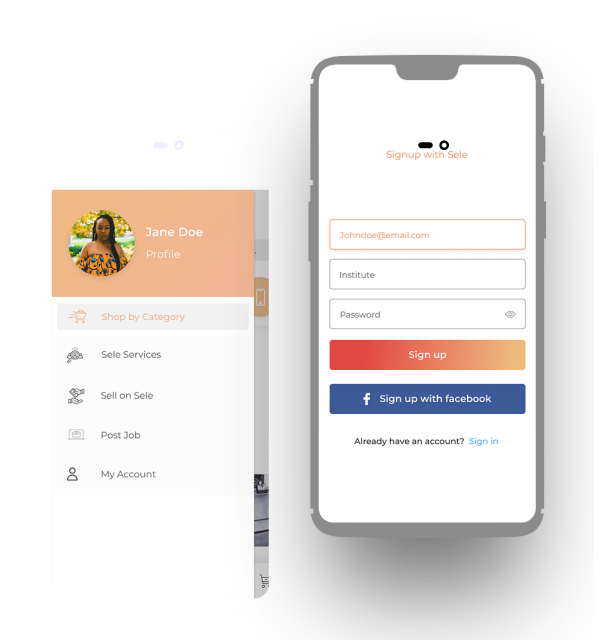 Jane Doe
Profile
Shop by Category
Sele Services
Sell on Sele
Post Job
My Account
Signup with Sele
Johndoe@email.com
Institute
Password
Sign up
Sign up with facebook
Already have an account? Sign in